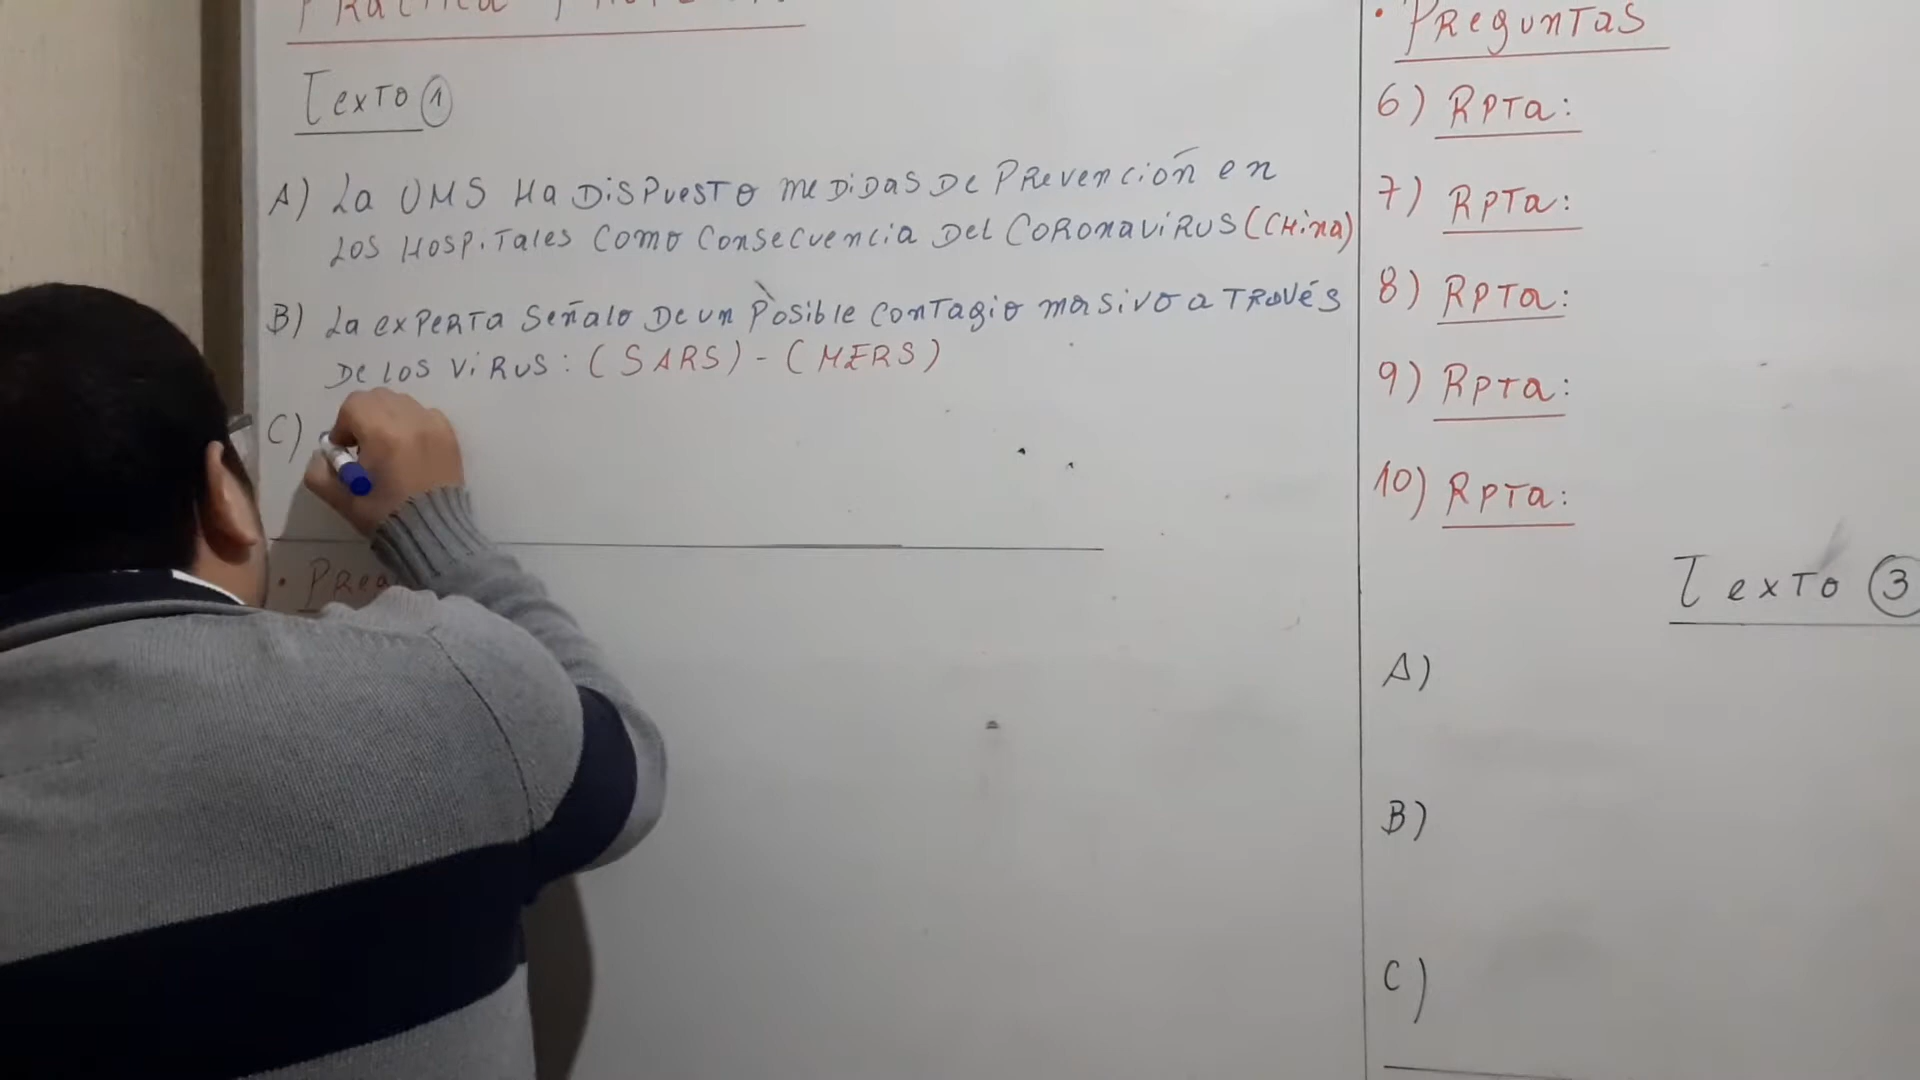 Texto 1
A) La OMS Ha DisPuesTo meDiDas De Prevención en
Los HospiTales como consecuencia Del CoronaviRus (CHina)
B) La exPeRTa Señalo De un Posible conTagio masivo a TRavés
De los viRus: (SARS) - (MERS)
C)
• PReguntas
6) RpTa:
7) RpTa:
8) RpTa:
9) RpTa:
10) RpTa:
TexTo 3
A)
B)
C)